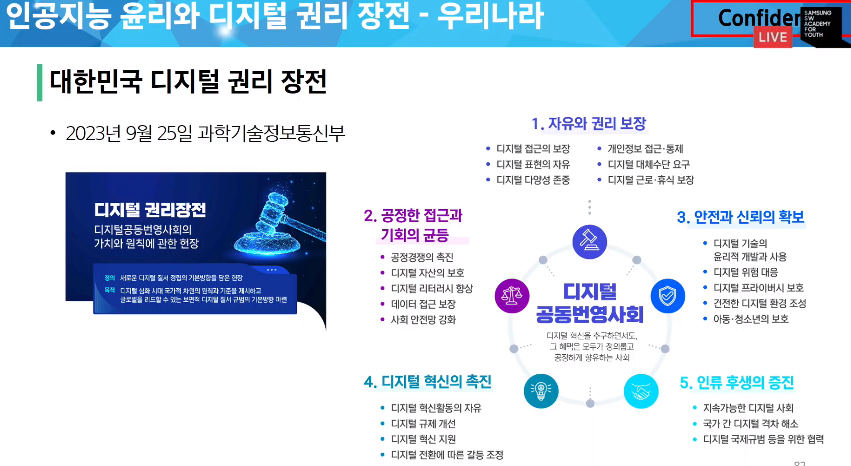 인공지능 윤리와 디지털 권리 장전 - 우리나라
Confiden
LIVE
SAMSUNG
SW
ACADEMY
FOR
YOUTH
대한민국 디지털 권리 장전
• 2023년 9월 25일 과학기술정보통신부
디지털 권리장전
디지털공동번영사회의
가치와 원칙에 관한 헌장
정의 새로운 디지털 질서 정립의 기본방향을 담은 헌장
목적 디지털 심화 시대 국가적 차원의 원칙과 기준을 제시하고
글로벌을 리드할 수 있는 보편적 디지털 질서 규범의 기본방향 마련
1. 자유와 권리 보장
• 디지털 접근의 보장
• 디지털 표현의 자유
• 디지털 다양성 존중
• 개인정보 접근·통제
• 디지털 대체수단 요구
• 디지털 근로·휴식 보장
2. 공정한 접근과
기회의 균등
• 공정경쟁의 촉진
• 디지털 자산의 보호
• 디지털 리터러시 향상
• 데이터 접근 보장
• 사회 안전망 강화
3. 안전과 신뢰의 확보
• 디지털 기술의
윤리적 개발과 사용
• 디지털 위험 대응
• 디지털 프라이버시 보호
• 건전한 디지털 환경 조성
• 아동·청소년의 보호
디지털
공동번영사회
디지털 혁신을 추구하면서도,
그 혜택은 모두가 정의롭고
공정하게 향유하는 사회
4. 디지털 혁신의 촉진
• 디지털 혁신활동의 자유
• 디지털 규제 개선
• 디지털 혁신 지원
• 디지털 전환에 따른 갈등 조정
5. 인류 후생의 증진
• 지속가능한 디지털 사회
• 국가 간 디지털 격차 해소
• 디지털 국제규범 등을 위한 협력